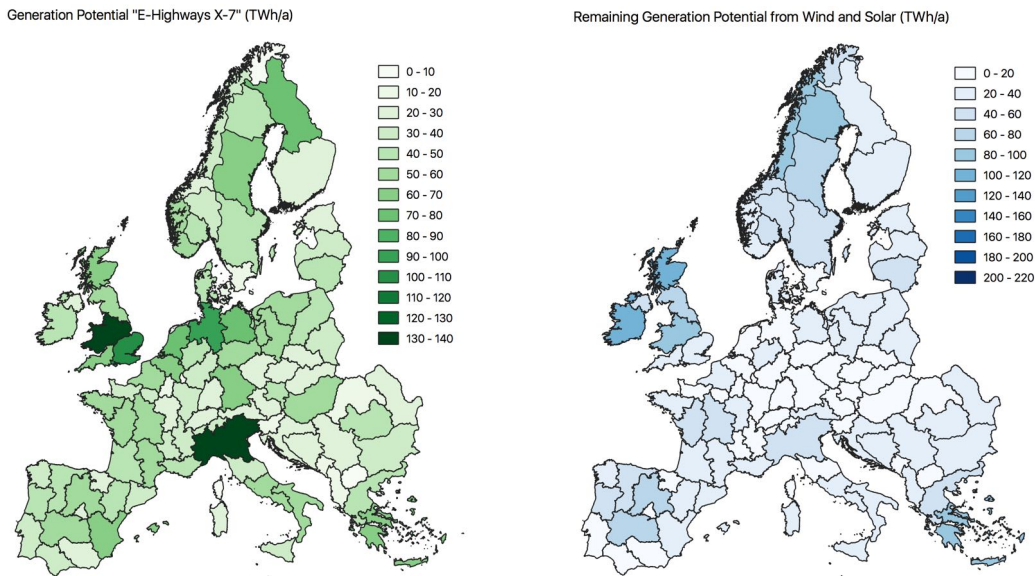 Generation Potential "E-Highways X-7" (TWh/a)
0 - 10
10 - 20
20 - 30
30 - 40
40 - 50
50 - 60
60 - 70
70 - 80
80 - 90
90 - 100
100 - 110
110 - 120
120 - 130
130 - 140
Remaining Generation Potential from Wind and Solar (TWh/a)
0 - 20
20 - 40
40 - 60
60 - 80
80 - 100
100 - 120
120 - 140
140 - 160
160 - 180
180 - 200
200 - 220